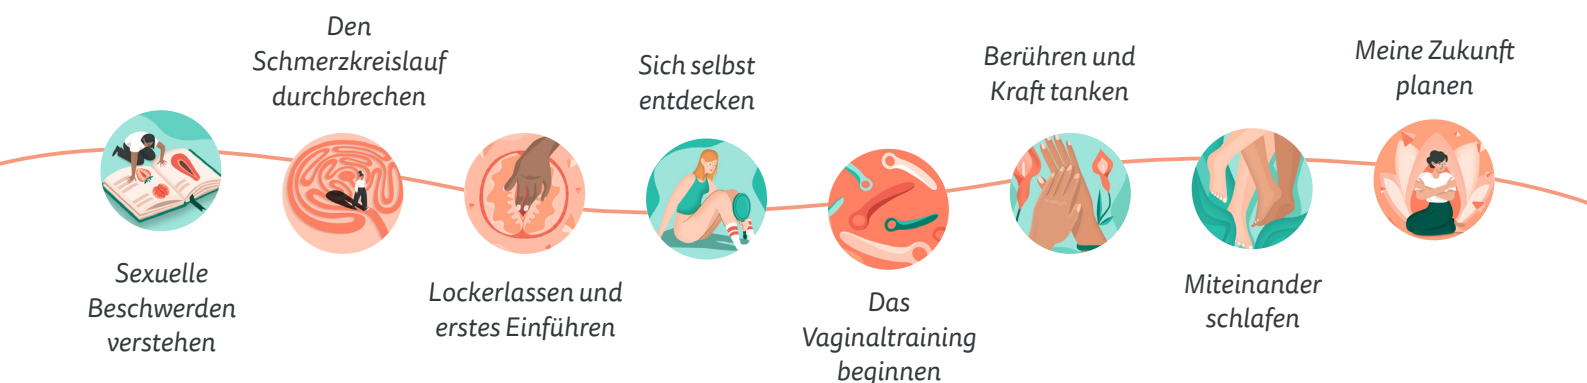 Sexuelle
Beschwerden
verstehen
Den
Schmerzkreislauf
durchbrechen
Lockerlassen und
erstes Einführen
Sich selbst
entdecken
Das
Vaginaltraining
beginnen
Berühren und
Kraft tanken
Miteinander
schlafen
Meine Zukunft
planen